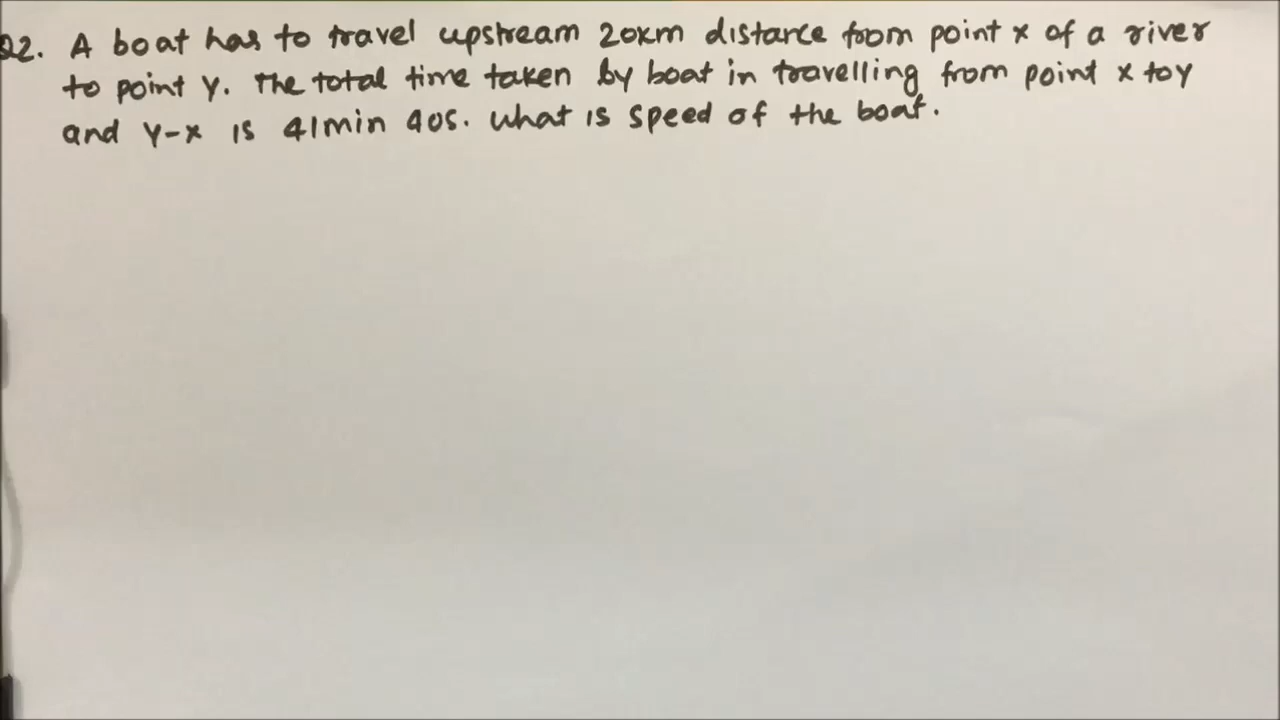 Q2. A boat has to travel upstream 20km distance from point x of a river
to point y. The total time taken by boat in travelling from point x to y
and y-x is 41min 40s. What is speed of the boat.